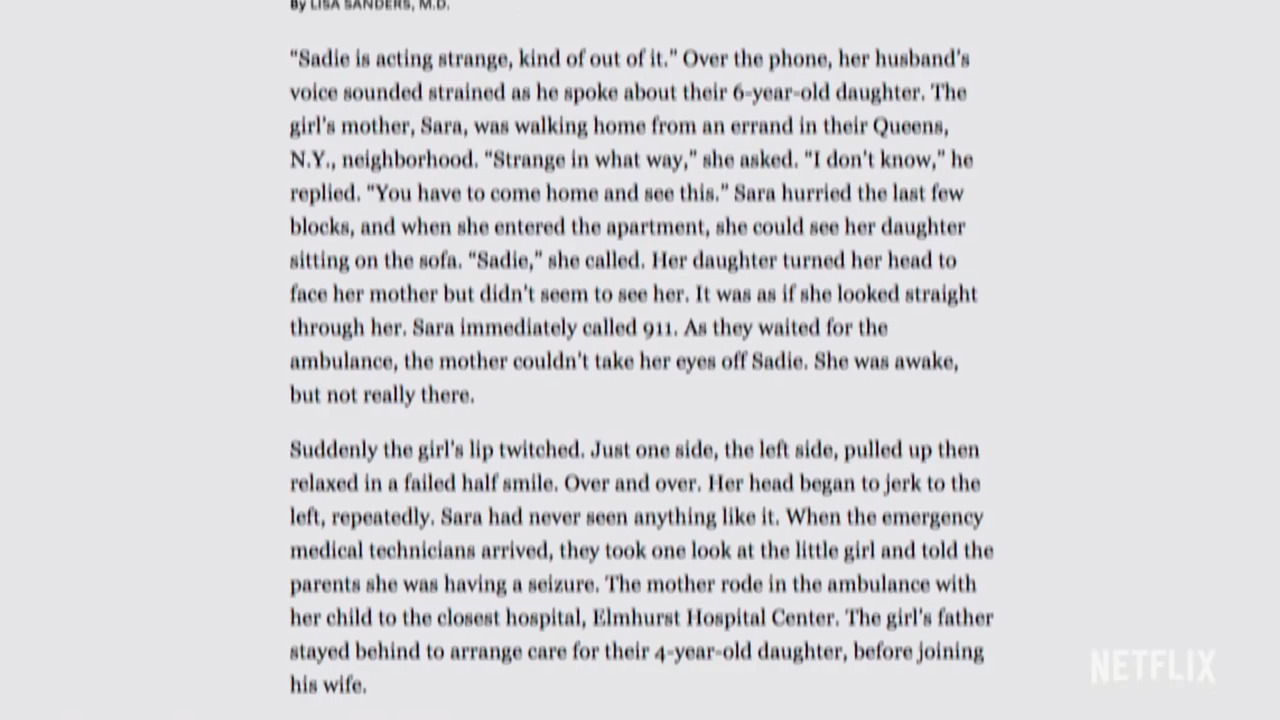 By LISA SANDERS, M.D.
“Sadie is acting strange, kind of out of it.” Over the phone, her husband’s
voice sounded strained as he spoke about their 6-year-old daughter. The
girl’s mother, Sara, was walking home from an errand in their Queens,
N.Y., neighborhood. “Strange in what way,” she asked. “I don’t know,” he
replied. “You have to come home and see this.” Sara hurried the last few
blocks, and when she entered the apartment, she could see her daughter
sitting on the sofa. “Sadie,” she called. Her daughter turned her head to
face her mother but didn’t seem to see her. It was as if she looked straight
through her. Sara immediately called 911. As they waited for the
ambulance, the mother couldn’t take her eyes off Sadie. She was awake,
but not really there.
Suddenly the girl’s lip twitched. Just one side, the left side, pulled up then
relaxed in a failed half smile. Over and over. Her head began to jerk to the
left, repeatedly. Sara had never seen anything like it. When the emergency
medical technicians arrived, they took one look at the little girl and told the
parents she was having a seizure. The mother rode in the ambulance with
her child to the closest hospital, Elmhurst Hospital Center. The girl’s father
stayed behind to arrange care for their 4-year-old daughter, before joining
his wife.
NETFLIX